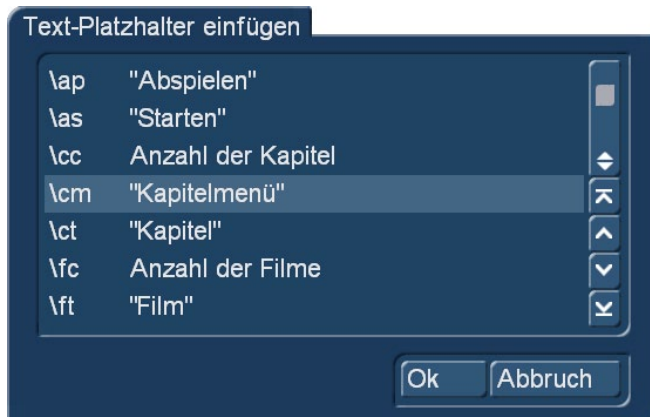 Text-Platzhalter einfügen
\ap "Abspielen"
\as "Starten"
\cc Anzahl der Kapitel
\cm "Kapitelmenü"
\ct "Kapitel"
\fc Anzahl der Filme
\ft "Film"
Ok Abbruch